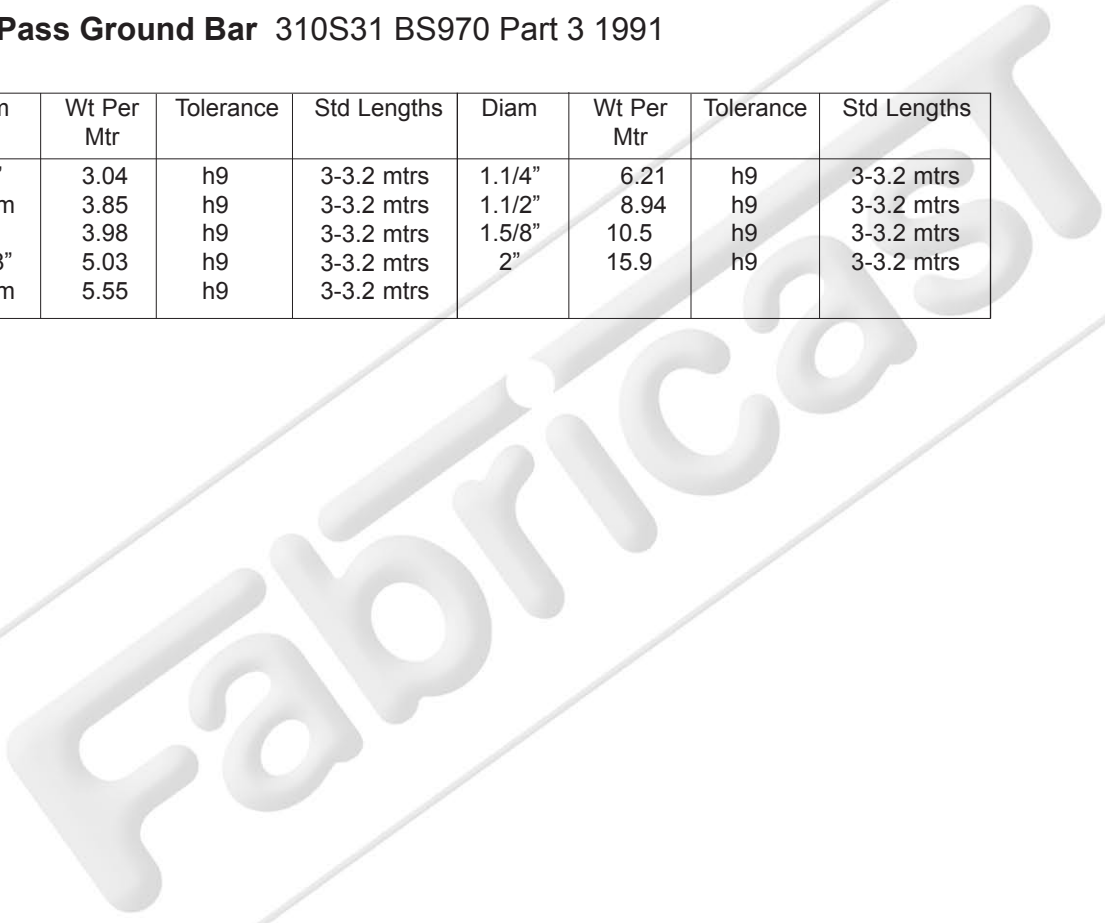 Pass Ground Bar 310S31 BS970 Part 3 1991
Wt Per Mtr Tolerance Std Lengths Diam Wt Per Mtr Tolerance Std Lengths
3.04 h9 3-3.2 mtrs 1.1/4” 6.21 h9 3-3.2 mtrs
3.85 h9 3-3.2 mtrs 1.1/2” 8.94 h9 3-3.2 mtrs
3.98 h9 3-3.2 mtrs 1.5/8” 10.5 h9 3-3.2 mtrs
5.03 h9 3-3.2 mtrs 2” 15.9 h9 3-3.2 mtrs
5.55 h9 3-3.2 mtrs
Fabricast